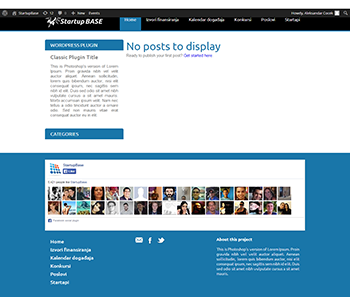 StartupBase
New
Events
Howdy, Aleksandar Cecek
Startup BASE
Home
Izvori finansiranja
Kalendar događaja
Konkursi
Poslovi
Startapi
WORDPRESS PLUGIN
Classic Plugin Title
This is Photoshop's version of Lorem
Ipsum. Proin gravida nibh vel velit
auctor aliquet. Aenean sollicitudin,
lorem quis bibendum auctor, nisi elit
consequat ipsum, nec sagittis sem
nibh id elit. Duis sed odio sit amet
nibh vulputate cursus a sit amet mauris.
Morbi accumsan ipsum velit. Nam nec
tellus a odio tincidunt auctor a ornare
odio. Sed non mauris vitae erat
consequat auctor eu in elit.
CATEGORIES
No posts to display
Ready to publish your first post? Get started here.
StartupBase
Like
Facebook social plugin
Home
Izvori finansiranja
Kalendar događaja
Konkursi
Poslovi
Startapi
About this project
This is Photoshop's version of Lorem Ipsum.
Proin gravida nibh vel velit auctor aliquet. Aenean
sollicitudin, lorem quis bibendum auctor, nisi elit
consequat ipsum, nec sagittis sem nibh id elit. Duis
sed odio sit amet nibh vulputate cursus a sit amet
mauris.